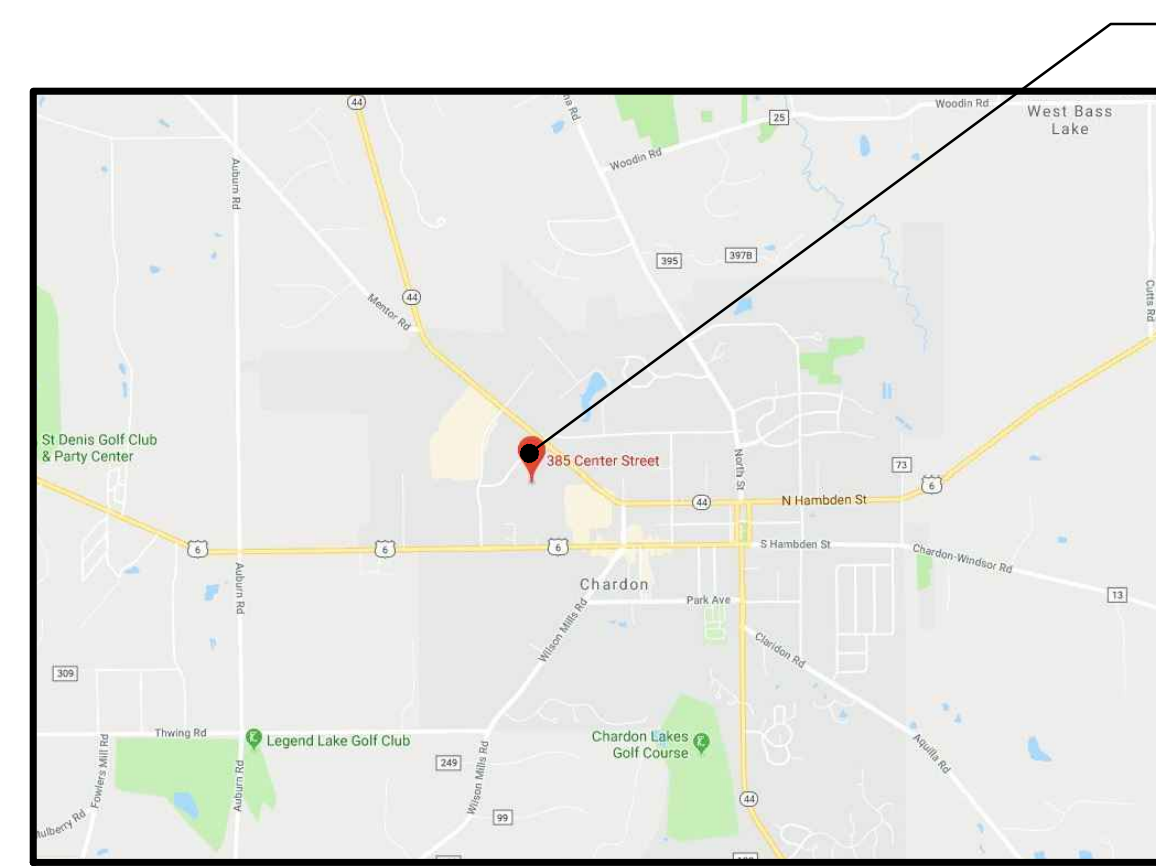 44
Woodin Rd
West Bass
Lake
25
Woodin Rd
Auburn Rd
395
397B
44
Mentor Rd
Cutts Rd
St Denis Golf Club
& Party Center
385 Center Street
North St
73
6
44
N Hambden St
6
6
6
S Hambden St
Chardon-Windsor Rd
Auburn Rd
Chardon
Park Ave
13
Wilson Mills Rd
Claridon Rd
309
Thwing Rd
Legend Lake Golf Club
Chardon Lakes
Golf Course
Fowlers Mill Rd
Auburn Rd
249
Wilson Mills Rd
Aquilla Rd
44
99